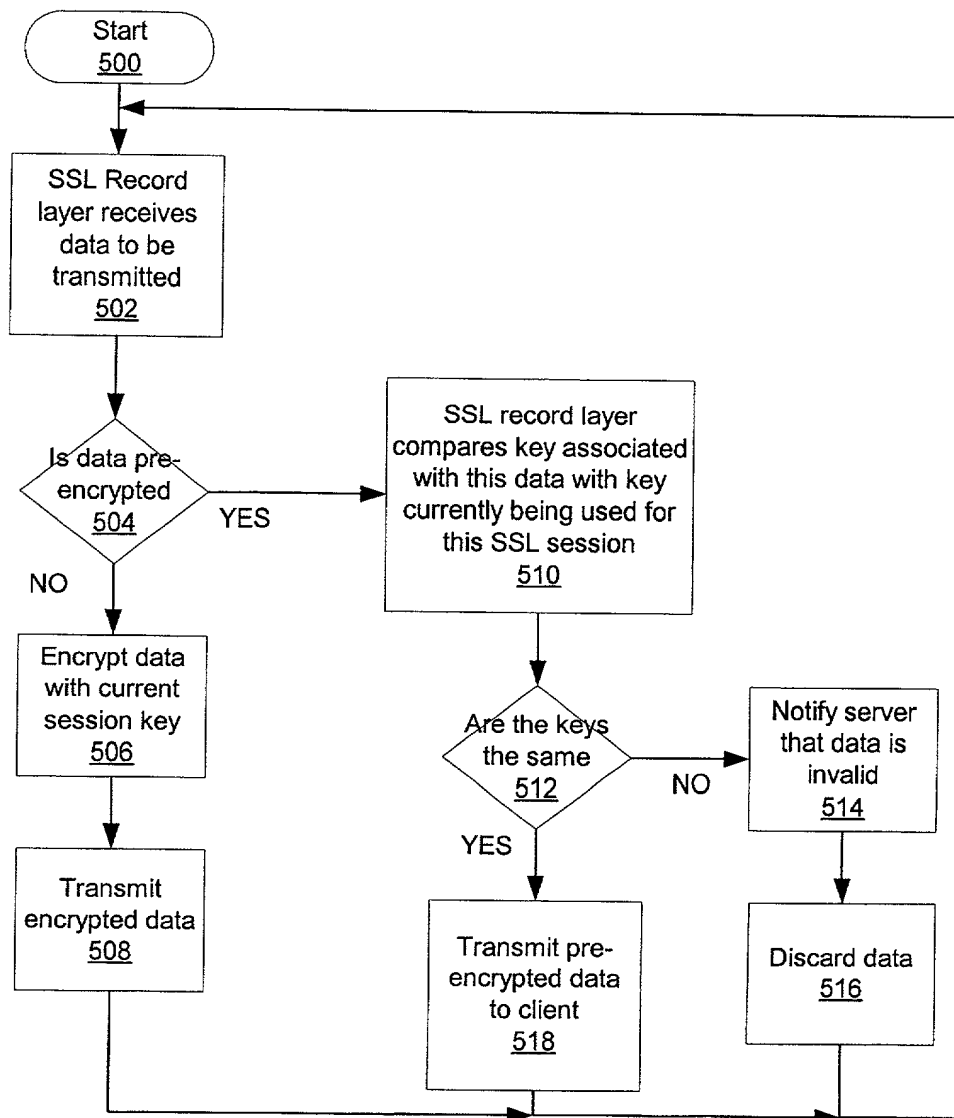 Start
500
SSL Record
layer receives
data to be
transmitted
502
Is data pre-
encrypted
504
YES
NO
SSL record layer
compares key associated
with this data with key
currently being used for
this SSL session
510
Encrypt data
with current
session key
506
Are the keys
the same
512
NO
YES
Notify server
that data is
invalid
514
Transmit
encrypted data
508
Transmit pre-
encrypted data
to client
518
Discard data
516